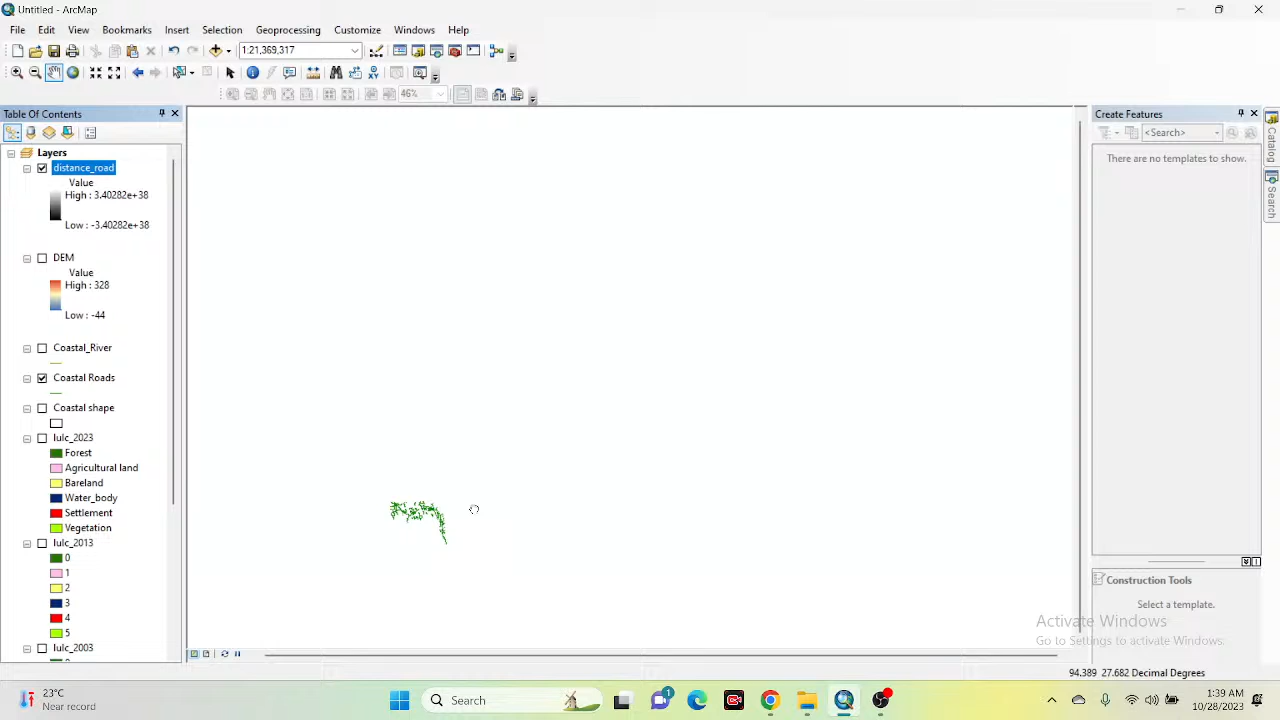 Untitled - ArcMap
File Edit View Bookmarks Insert Selection Geoprocessing Customize Windows Help
1:21,369,317
46%
Table Of Contents
Layers
distance_road
Value
High : 3.40282e+38
Low : -3.40282e+38
DEM
Value
High : 328
Low : -44
Coastal_River
Coastal Roads
Coastal shape
lulc_2023
Forest
Agricultural land
Bareland
Water_body
Settlement
Vegetation
lulc_2013
0
1
2
3
4
5
lulc_2003
Create Features
<Search>
There are no templates to show.
Catalog
Search
Construction Tools
Select a template.
Activate Windows
Go to Settings to activate Windows.
94.389 27.682 Decimal Degrees
23°C
Near record
Search
1
1:39 AM
10/28/2023